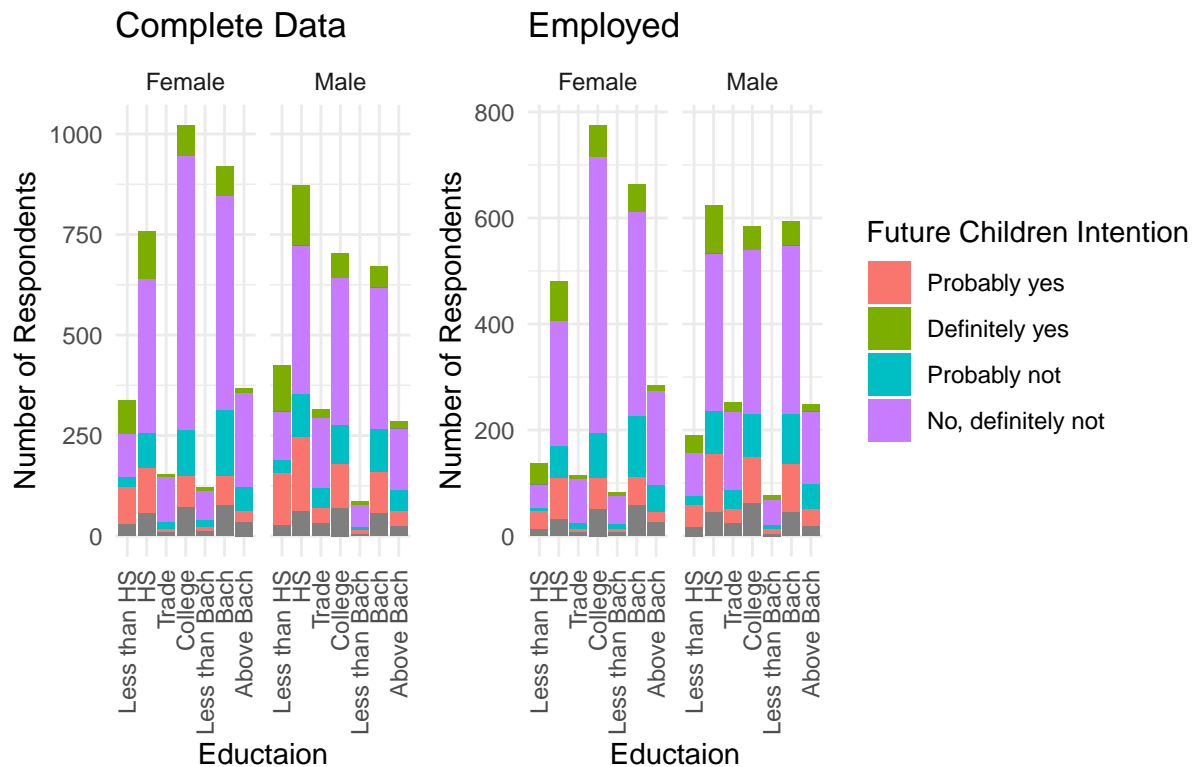 Complete Data
Employed
Female
Male
Female
Male
Number of Respondents
1000
750
500
250
0
Less than HS
HS
Trade
College
Less than Bach
Bach
Above Bach
Less than HS
HS
Trade
College
Less than Bach
Bach
Above Bach
Eductaion
Number of Respondents
800
600
400
200
0
Less than HS
HS
Trade
College
Less than Bach
Bach
Above Bach
Less than HS
HS
Trade
College
Less than Bach
Bach
Above Bach
Eductaion
Future Children Intention
Probably yes
Definitely yes
Probably not
No, definitely not